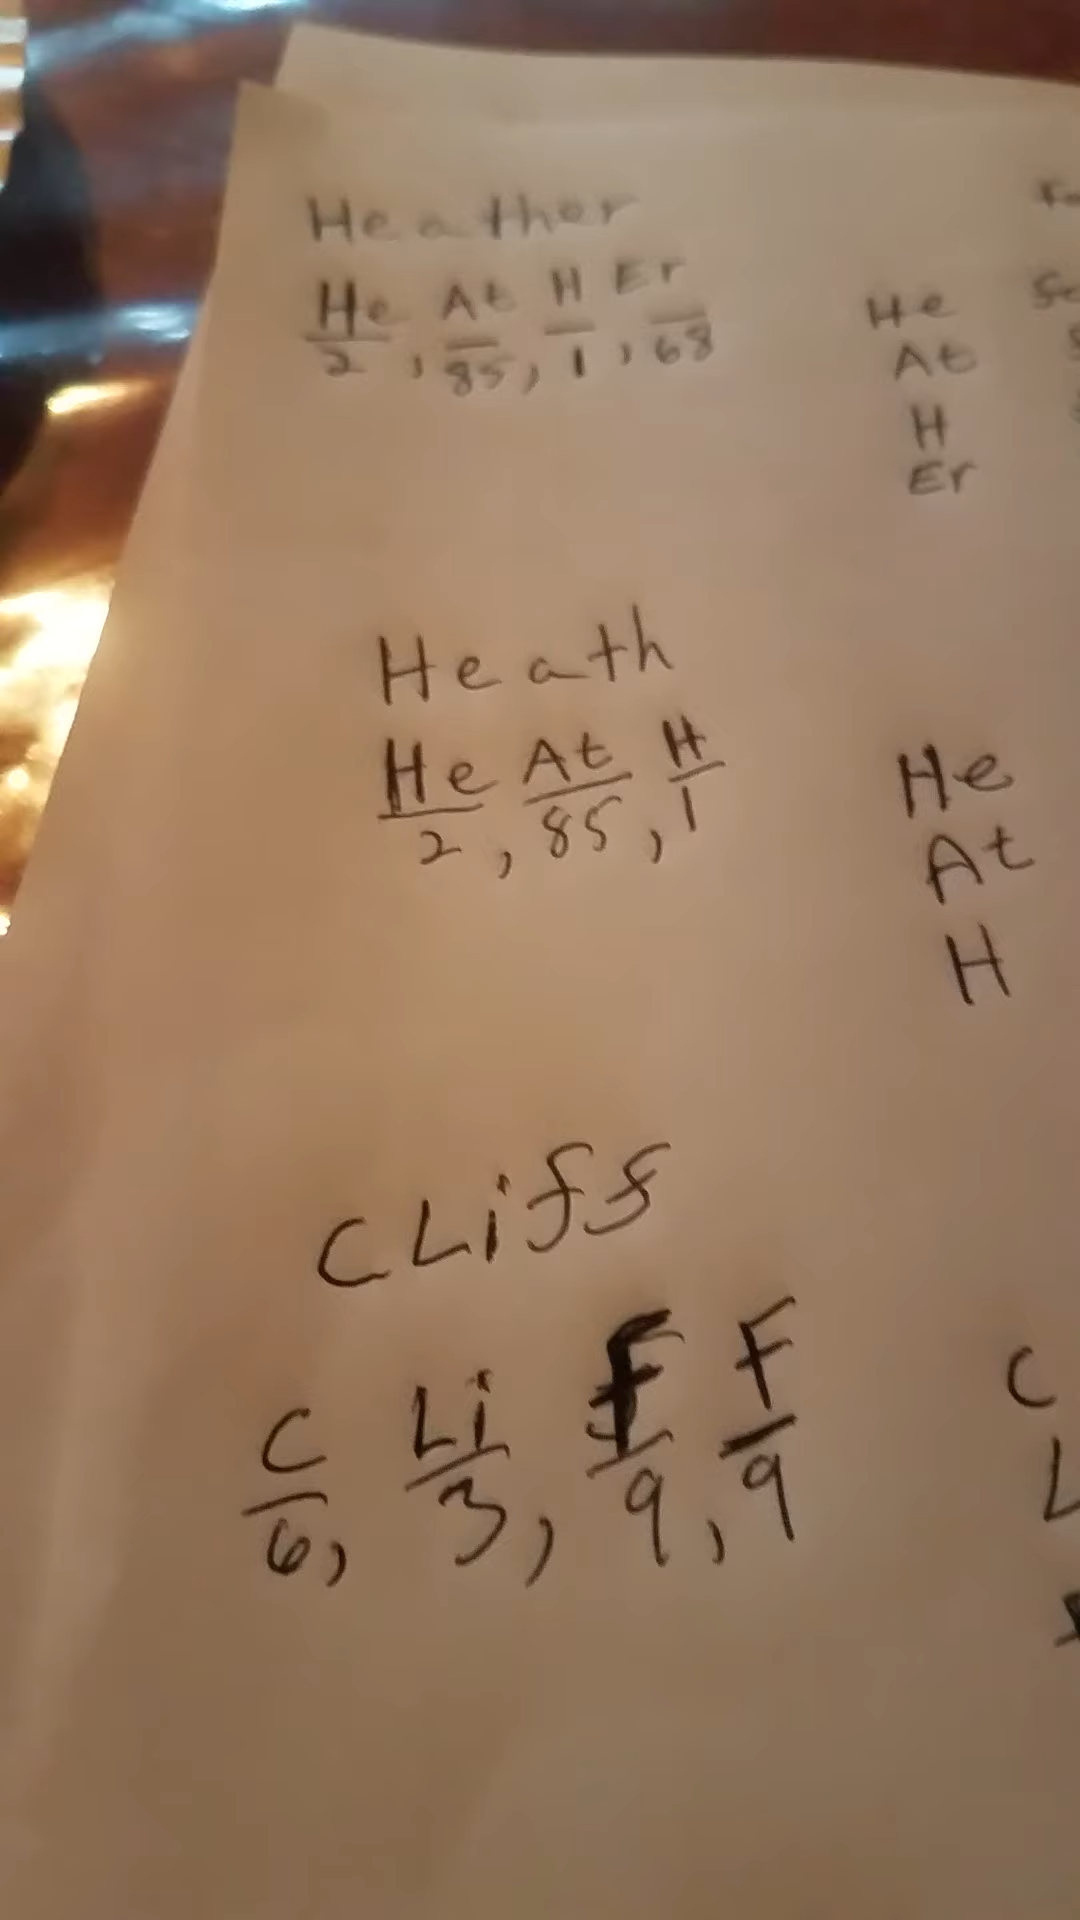 Heather
He At H Er
2, 85, 1, 68
He
At
H
Er
Heath
He At H
2, 85, 1
He
At
H
CLiff
C Li F F
6, 3, 9, 9
C